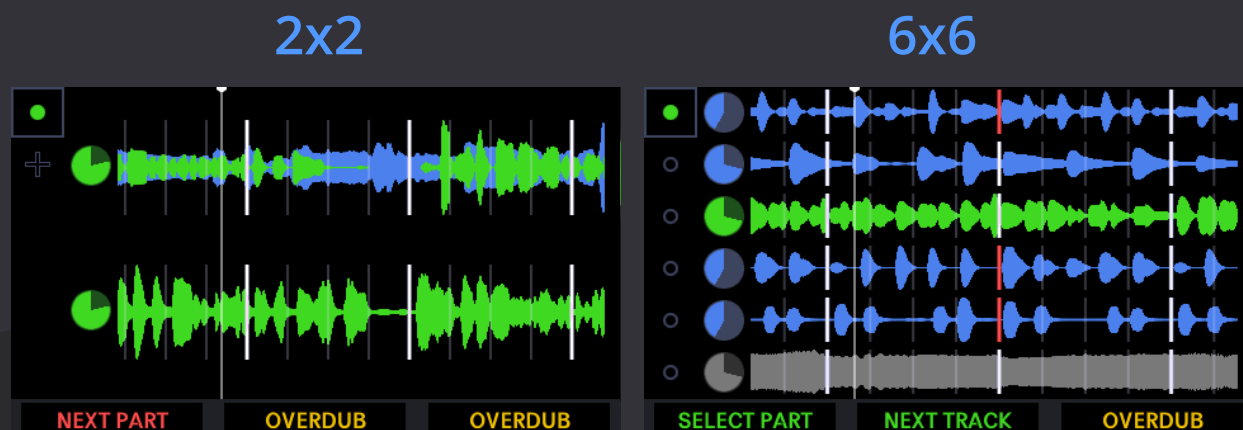 2x2
6x6
NEXT PART
OVERDUB
OVERDUB
SELECT PART
NEXT TRACK
OVERDUB